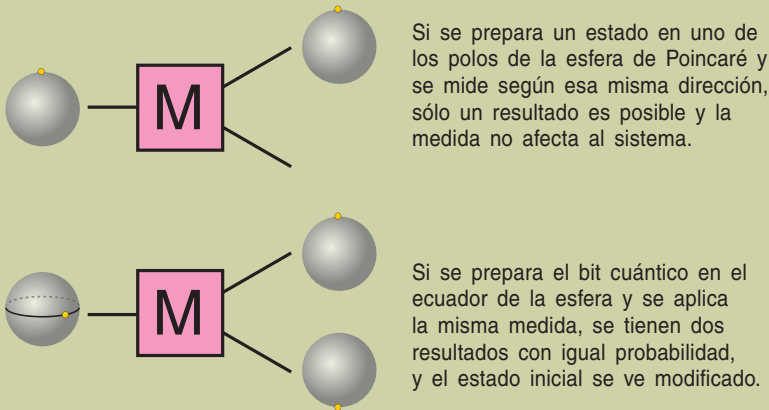 Si se prepara un estado en uno de
los polos de la esfera de Poincaré y
se mide según esa misma dirección,
sólo un resultado es posible y la
medida no afecta al sistema.
M
Si se prepara el bit cuántico en el
ecuador de la esfera y se aplica
la misma medida, se tienen dos
resultados con igual probabilidad,
y el estado inicial se ve modificado.
M